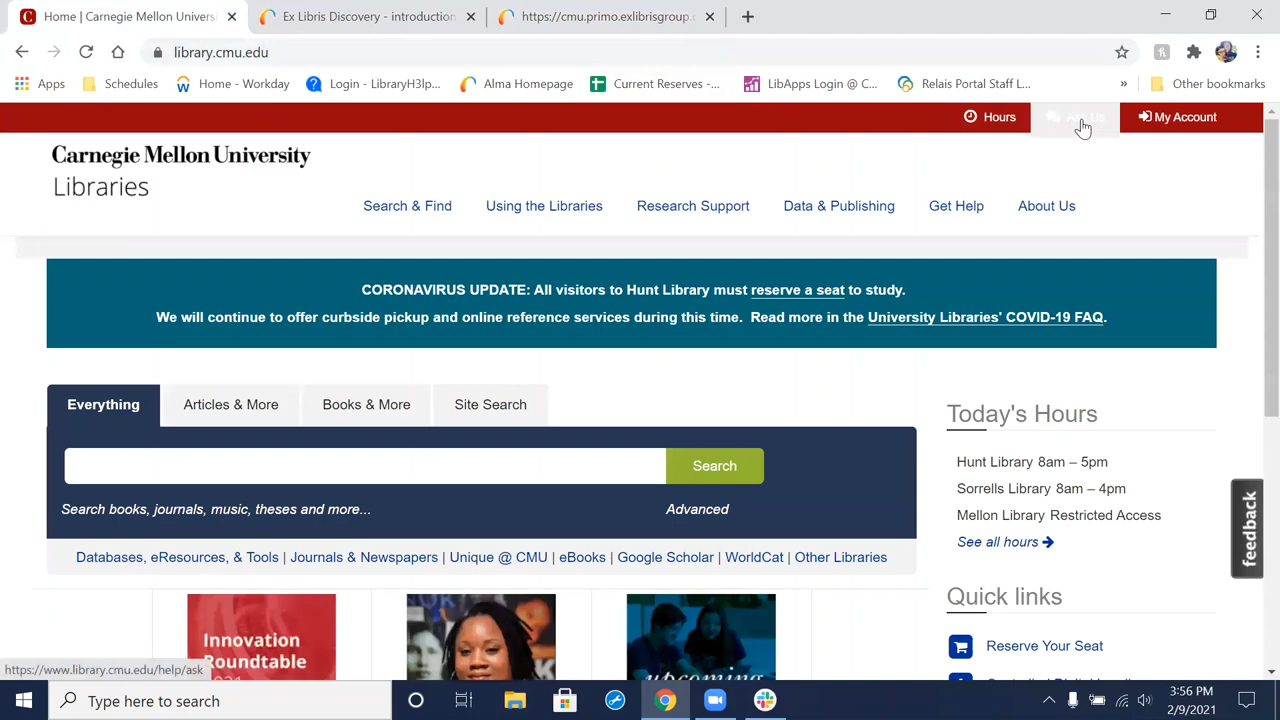 Home | Carnegie Mellon Universi
Ex Libris Discovery - introduction
https://cmu.primo.exlibrisgroup.c
library.cmu.edu
Apps
Schedules
Home - Workday
Login - LibraryH3lp...
Alma Homepage
Current Reserves -...
LibApps Login @ C...
Relais Portal Staff L...
»
Other bookmarks
Hours
My Account
Carnegie Mellon University
Libraries
Search & Find
Using the Libraries
Research Support
Data & Publishing
Get Help
About Us
CORONAVIRUS UPDATE: All visitors to Hunt Library must reserve a seat to study.
We will continue to offer curbside pickup and online reference services during this time. Read more in the University Libraries' COVID-19 FAQ.
Everything
Articles & More
Books & More
Site Search
Search
Search books, journals, music, theses and more...
Advanced
Databases, eResources, & Tools | Journals & Newspapers | Unique @ CMU | eBooks | Google Scholar | WorldCat | Other Libraries
Today's Hours
Hunt Library 8am – 5pm
Sorrells Library 8am – 4pm
Mellon Library Restricted Access
See all hours
feedback
Quick links
Reserve Your Seat
Innovation
Roundtable
upcoming
https://www.library.cmu.edu/help/ask
Type here to search
3:56 PM
2/9/2021